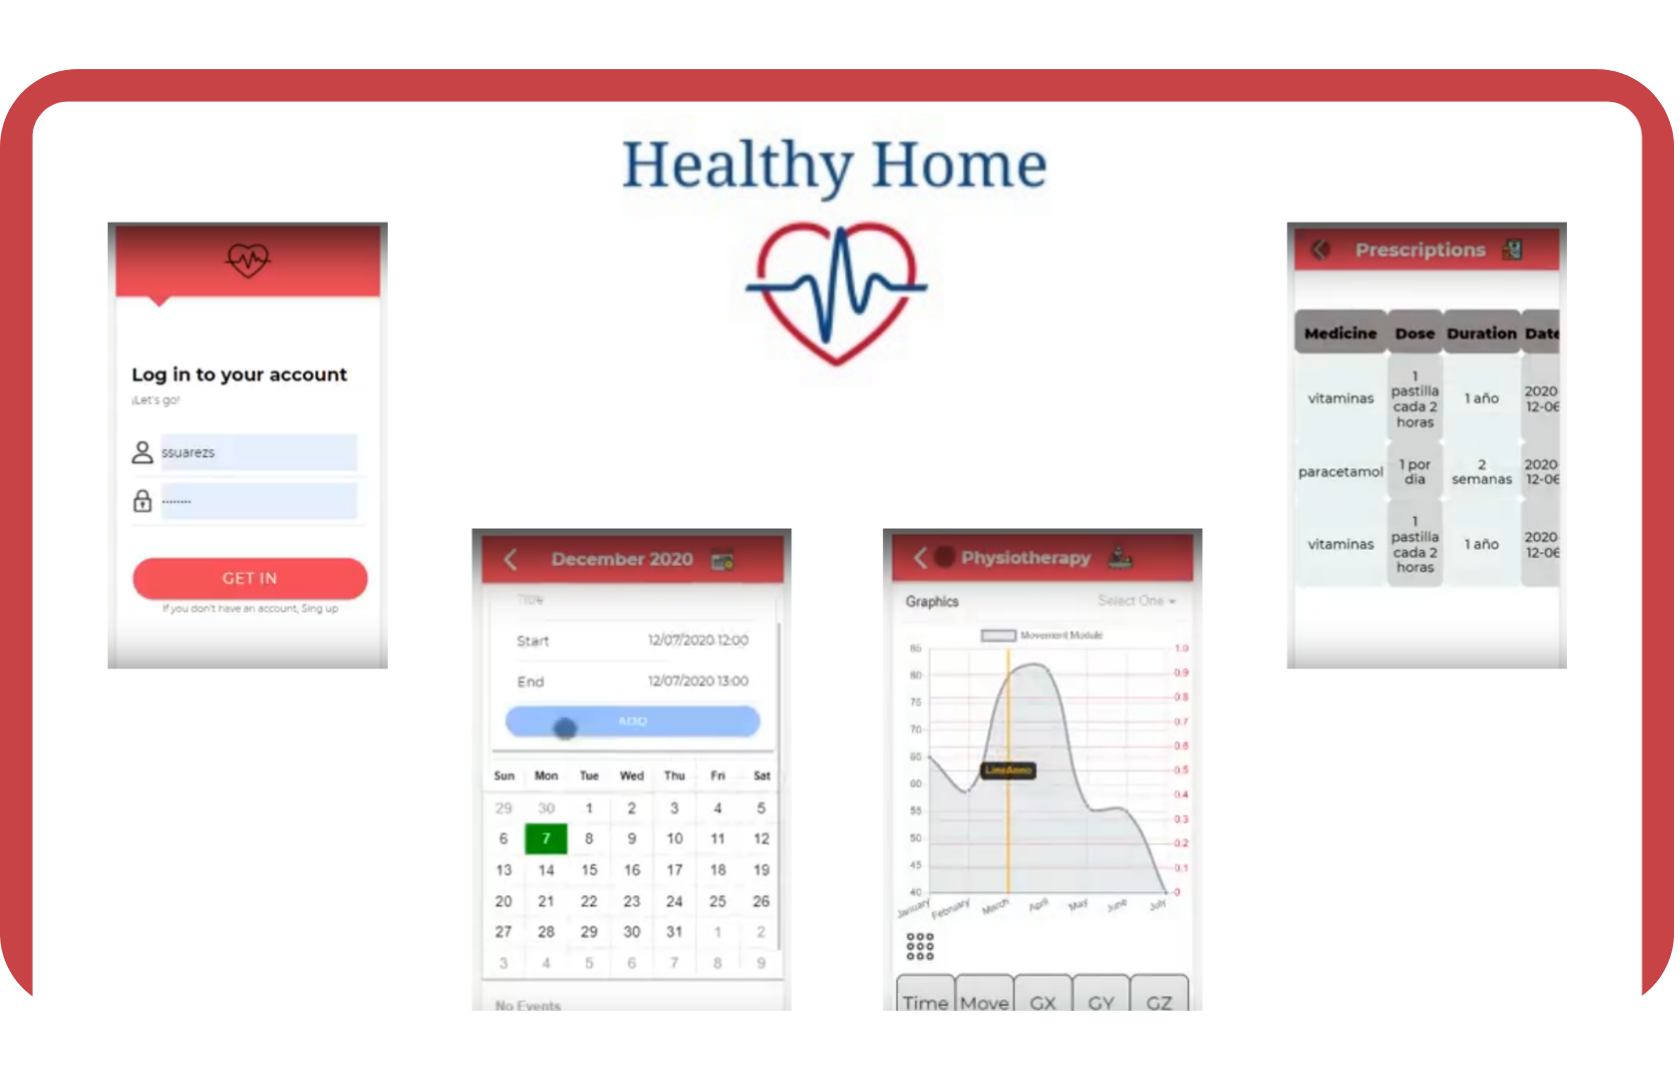 Healthy Home
Log in to your account
¡Let's go!
ssuarezs
GET IN
If you don't have an account, Sing up
December 2020
Title
Start 12/07/2020 12:00
End 12/07/2020 13:00
ADD
Sun Mon Tue Wed Thu Fri Sat
29 30 1 2 3 4 5
6 7 8 9 10 11 12
13 14 15 16 17 18 19
20 21 22 23 24 25 26
27 28 29 30 31 1 2
3 4 5 6 7 8 9
No Events
Physiotherapy
Graphics Select One
Movement Module
85 1.0
80 0.9
75 0.8
70 0.7
65 0.6
60 0.5
55 0.4
50 0.3
45 0.2
40 0.1
0
LineAnno
January February March April May June July
Time Move GX GY GZ
Prescriptions
Medicine Dose Duration Date
vitaminas
1
pastilla
cada 2
horas
1 año
2020-
12-06
paracetamol
1 por
dia
2
semanas
2020-
12-06
vitaminas
1
pastilla
cada 2
horas
1 año
2020-
12-06